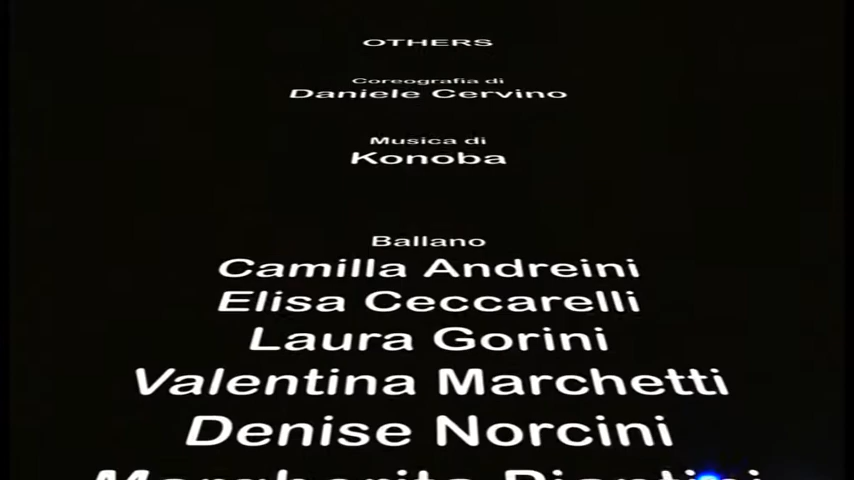 OTHERS
Coreografia di
Daniele Cervino
Musica di
Konoba
Ballano
Camilla Andreini
Elisa Ceccarelli
Laura Gorini
Valentina Marchetti
Denise Norcini
Margherita